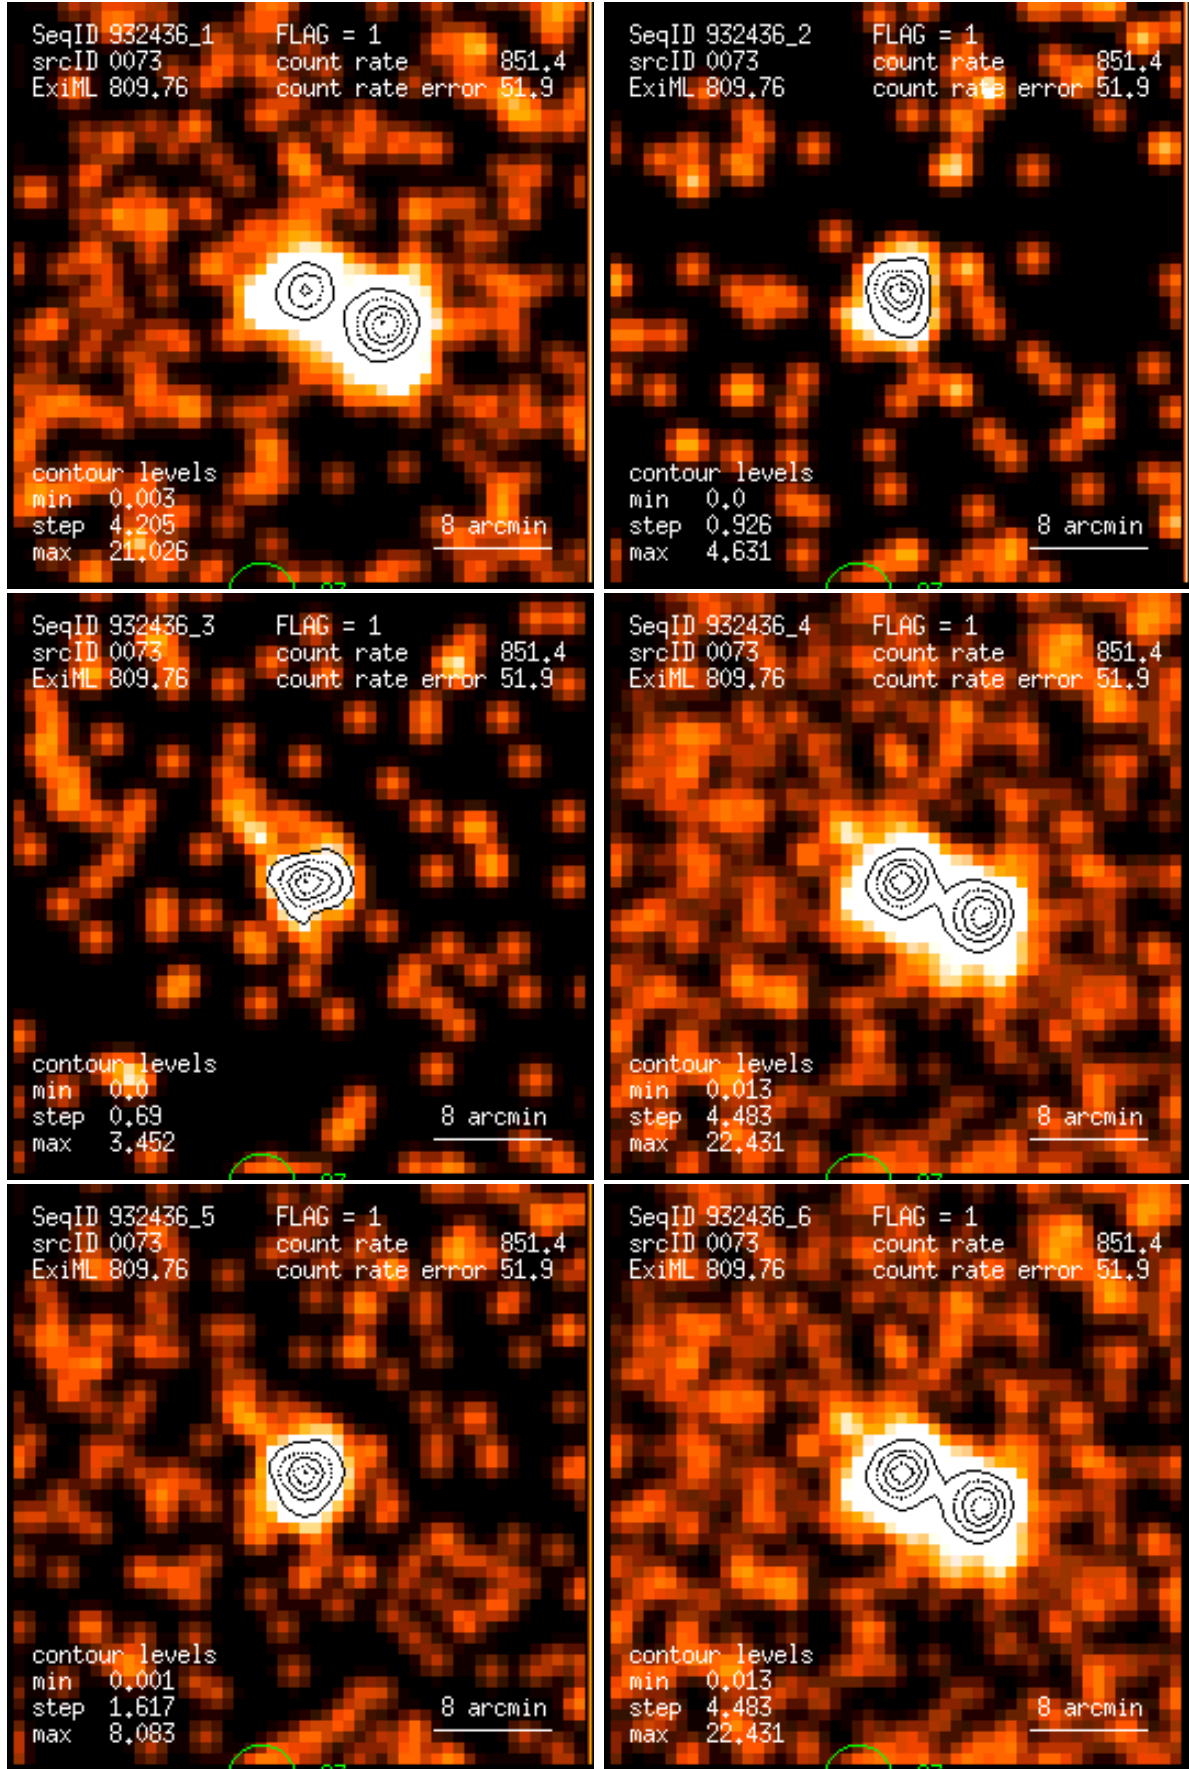 SeqID 932436_1 FLAG = 1
srcID 0073 count rate 851.4
ExiML 809.76 count rate error 51.9
contour levels
min 0.003
step 4.205
max 21.026
8 arcmin
SeqID 932436_2 FLAG = 1
srcID 0073 count rate 851.4
ExiML 809.76 count rate error 51.9
contour levels
min 0.0
step 0.926
max 4.631
8 arcmin
SeqID 932436_3 FLAG = 1
srcID 0073 count rate 851.4
ExiML 809.76 count rate error 51.9
contour levels
min 0.0
step 0.69
max 3.452
8 arcmin
SeqID 932436_4 FLAG = 1
srcID 0073 count rate 851.4
ExiML 809.76 count rate error 51.9
contour levels
min 0.013
step 4.483
max 22.431
8 arcmin
SeqID 932436_5 FLAG = 1
srcID 0073 count rate 851.4
ExiML 809.76 count rate error 51.9
contour levels
min 0.001
step 1.617
max 8.083
8 arcmin
SeqID 932436_6 FLAG = 1
srcID 0073 count rate 851.4
ExiML 809.76 count rate error 51.9
contour levels
min 0.013
step 4.483
max 22.431
8 arcmin